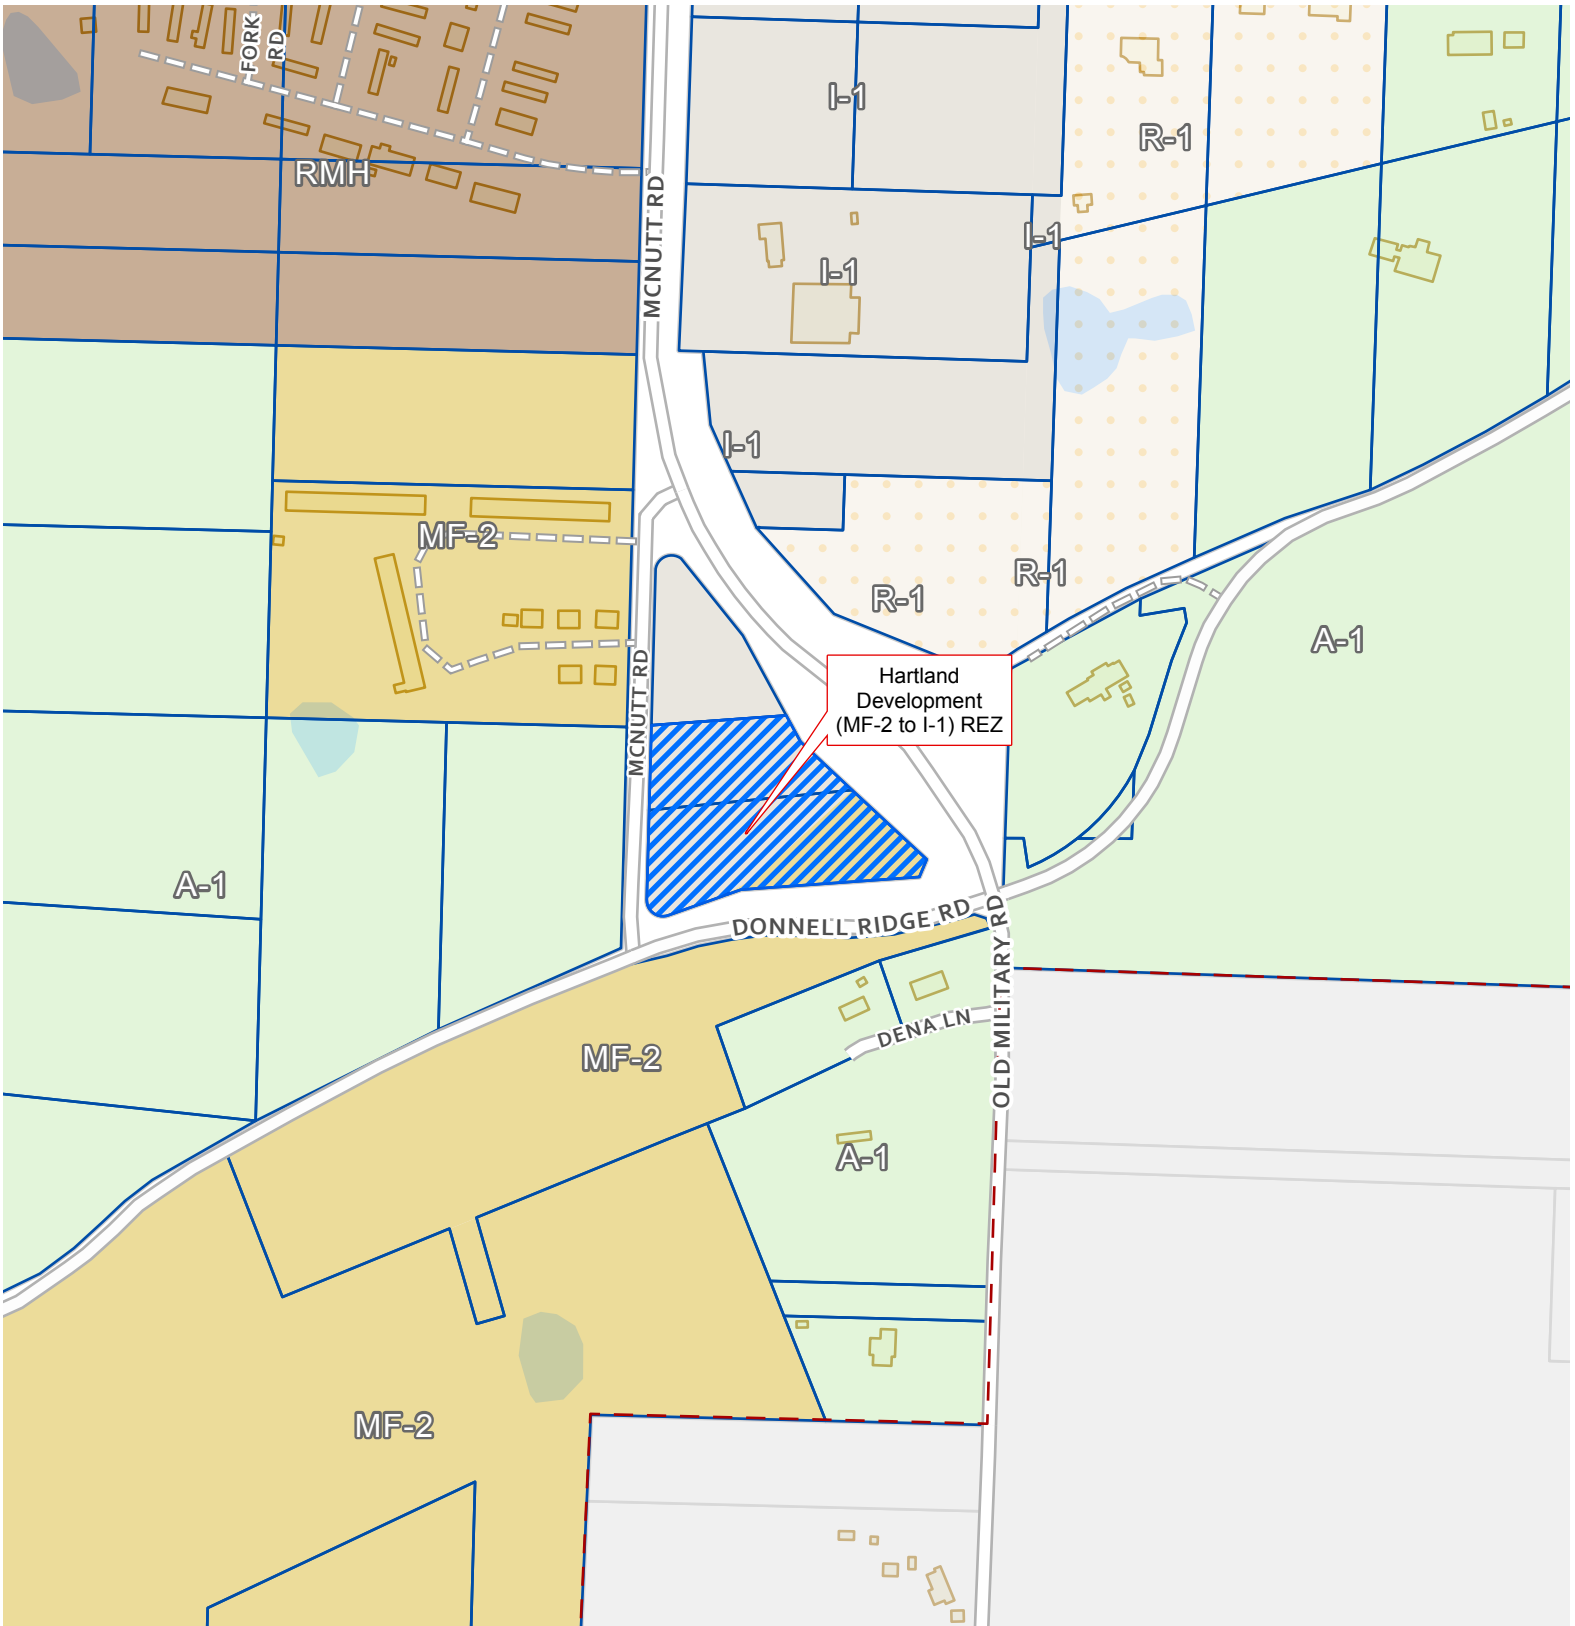 FORK
RD
I-1
R-1
RMH
MCNUTT RD
I-1
I-1
I-1
MF-2
R-1
R-1
A-1
MCNUTT RD
Hartland
Development
(MF-2 to I-1) REZ
A-1
DONNELL RIDGE RD
OLD MILITARY RD
DENA LN
MF-2
A-1
MF-2